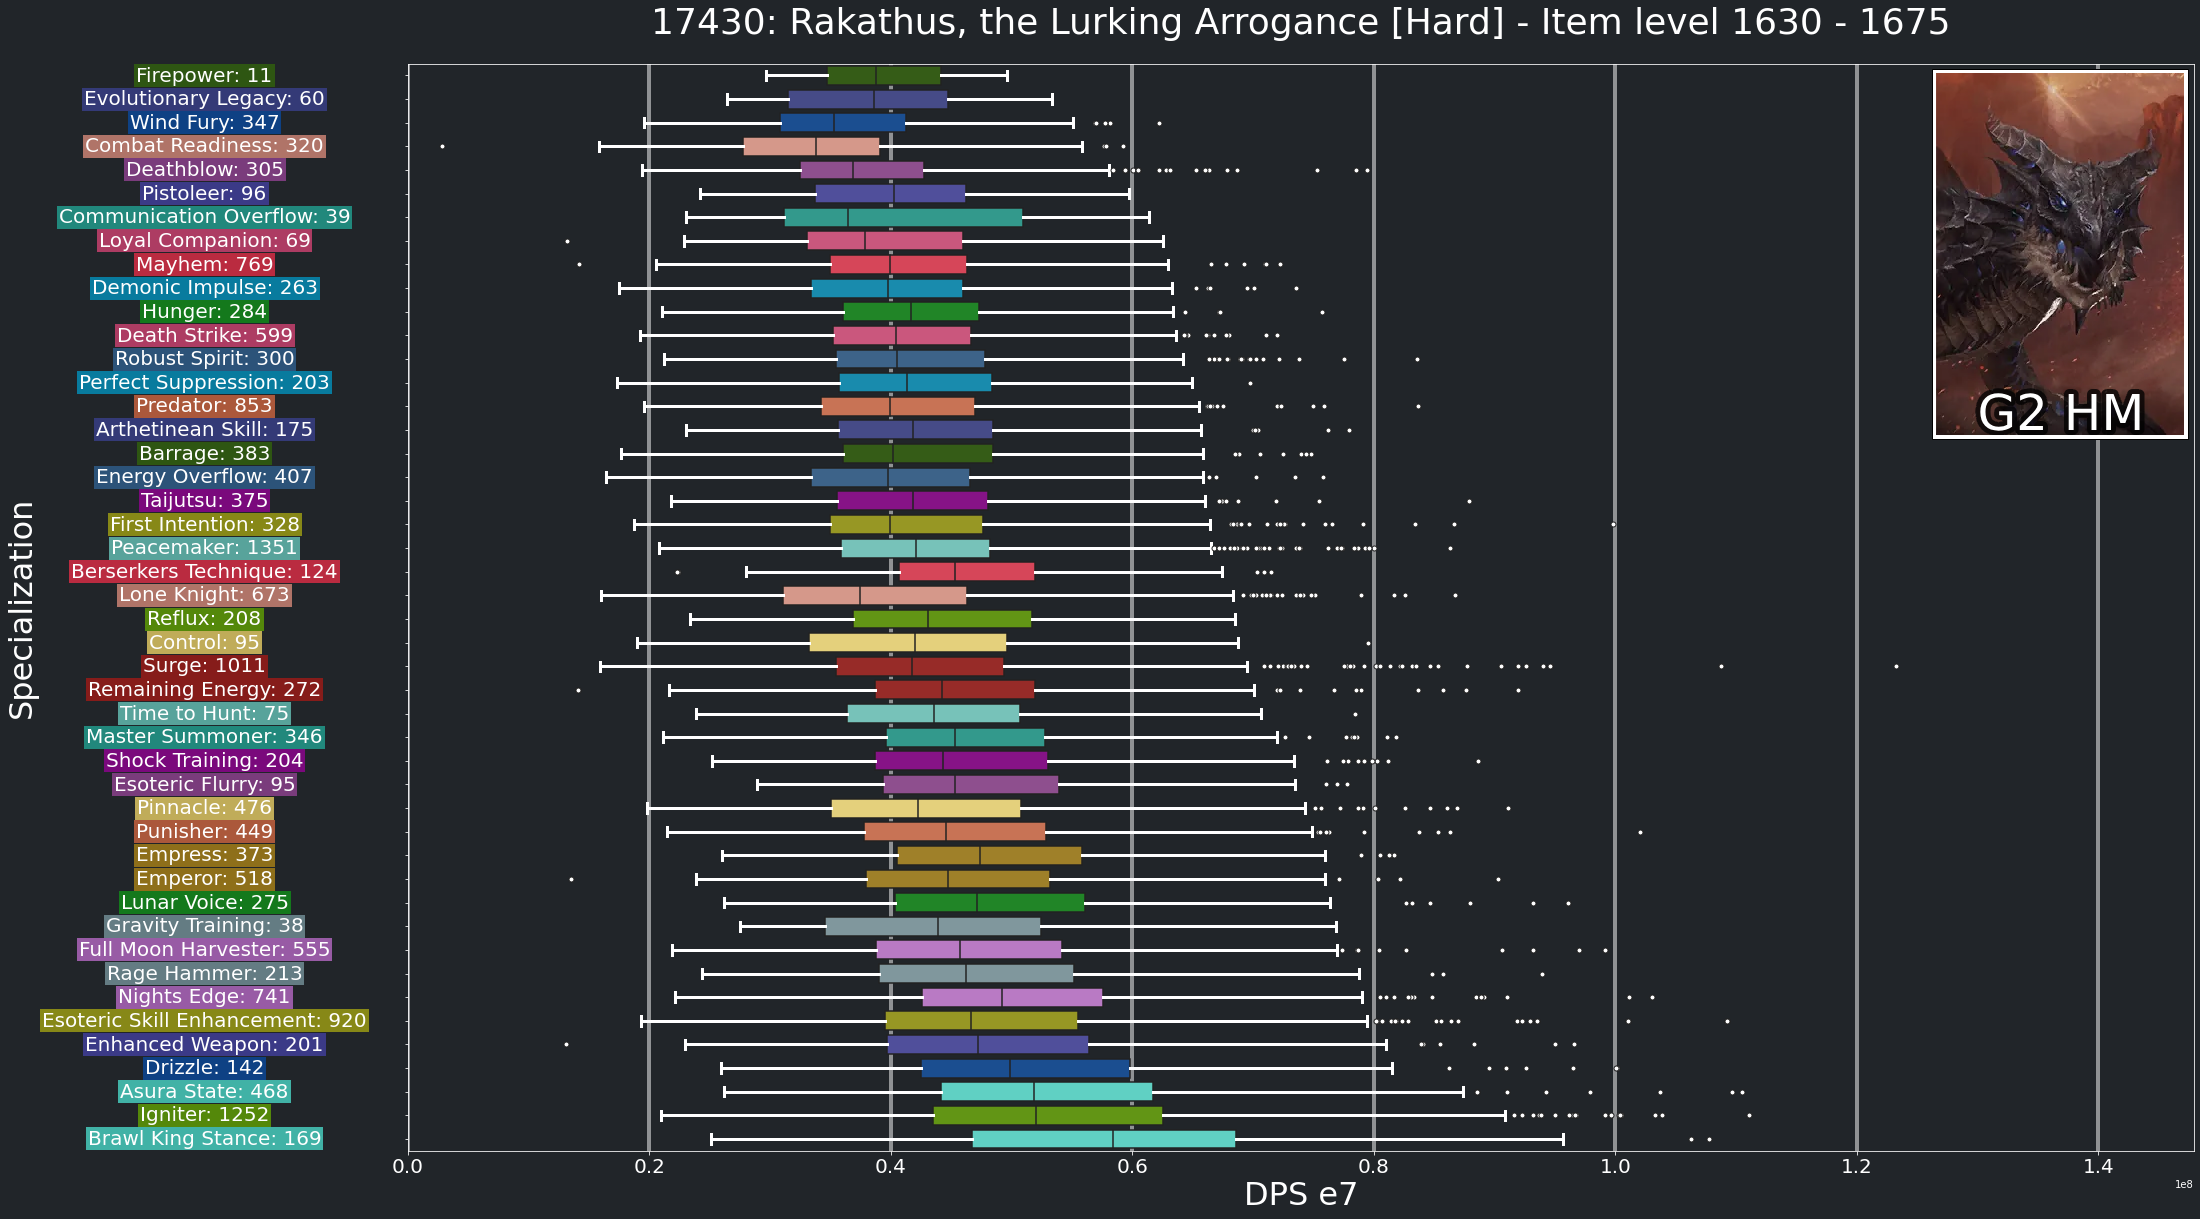 17430: Rakathus, the Lurking Arrogance [Hard] - Item level 1630 - 1675
Firepower: 11
Evolutionary Legacy: 60
Wind Fury: 347
Combat Readiness: 320
Deathblow: 305
Pistoleer: 96
Communication Overflow: 39
Loyal Companion: 69
Mayhem: 769
Demonic Impulse: 263
Hunger: 284
Death Strike: 599
Robust Spirit: 300
Perfect Suppression: 203
Predator: 853
Arthetinean Skill: 175
Barrage: 383
Energy Overflow: 407
Taijutsu: 375
First Intention: 328
Peacemaker: 1351
Berserkers Technique: 124
Lone Knight: 673
Reflux: 208
Control: 95
Surge: 1011
Remaining Energy: 272
Time to Hunt: 75
Master Summoner: 346
Shock Training: 204
Esoteric Flurry: 95
Pinnacle: 476
Punisher: 449
Empress: 373
Emperor: 518
Lunar Voice: 275
Gravity Training: 38
Full Moon Harvester: 555
Rage Hammer: 213
Nights Edge: 741
Esoteric Skill Enhancement: 920
Enhanced Weapon: 201
Drizzle: 142
Asura State: 468
Igniter: 1252
Brawl King Stance: 169
Specialization
G2 HM
0.0 0.2 0.4 0.6 0.8 1.0 1.2 1.4
DPS e7
1e8